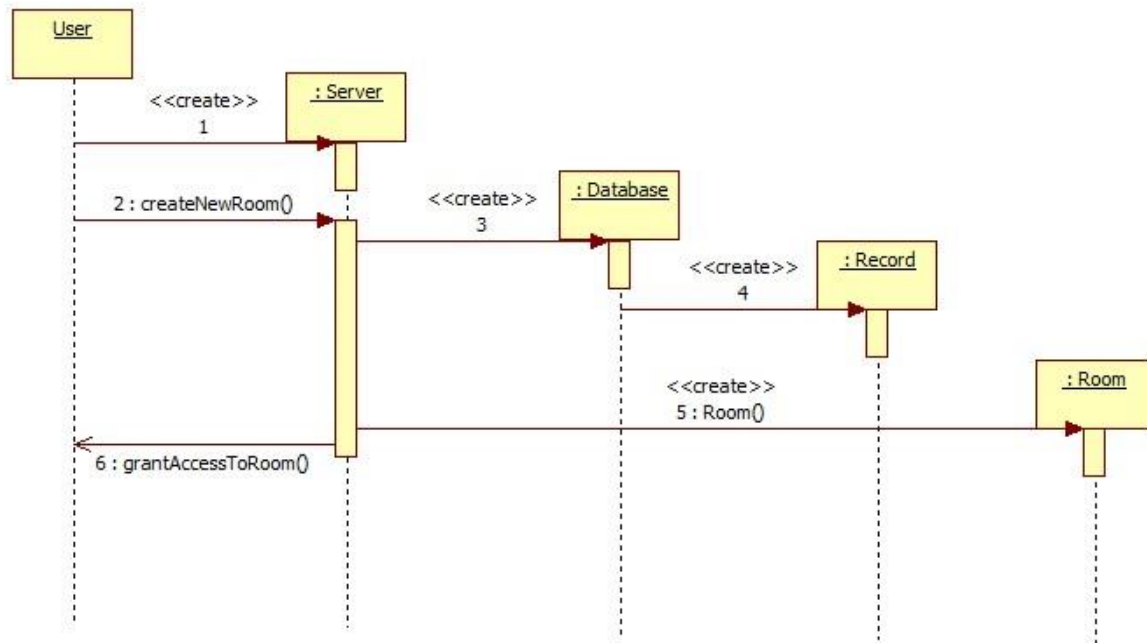 User
<<create>>
1
: Server
2 : createNewRoom()
<<create>>
3
: Database
<<create>>
4
: Record
<<create>>
5 : Room()
: Room
6 : grantAccessToRoom()